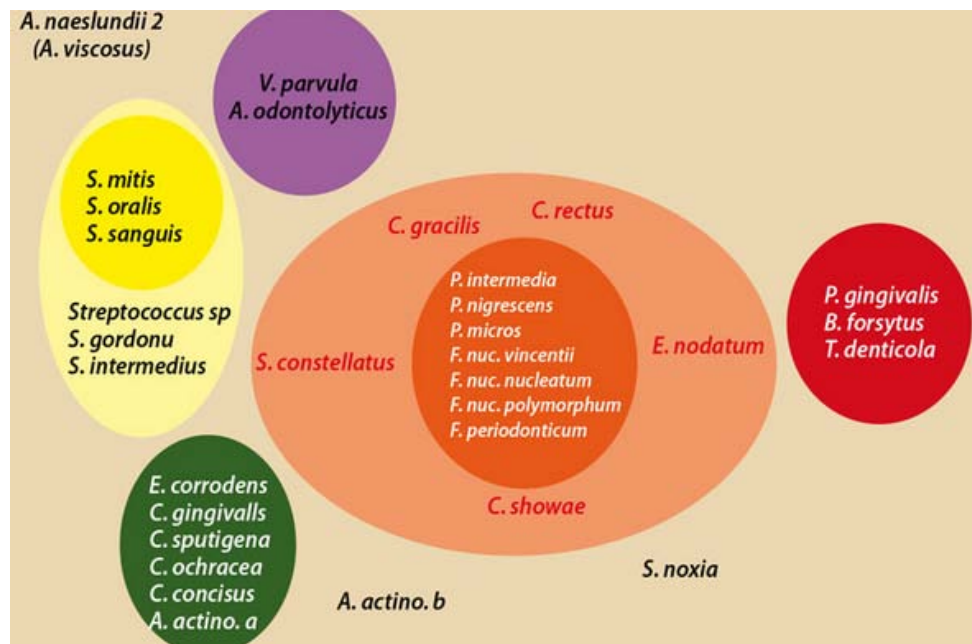 A. naeslundii 2
(A. viscosus)
V. parvula
A. odontolyticus
S. mitis
S. oralis
S. sanguis
Streptococcus sp
S. gordonu
S. intermedius
C. gracilis
C. rectus
S. constellatus
E. nodatum
C. showae
P. intermedia
P. nigrescens
P. micros
F. nuc. vincentii
F. nuc. nucleatum
F. nuc. polymorphum
F. periodonticum
P. gingivalis
B. forsytus
T. denticola
E. corrodens
C. gingivalls
C. sputigena
C. ochracea
C. concisus
A. actino. a
A. actino. b
S. noxia